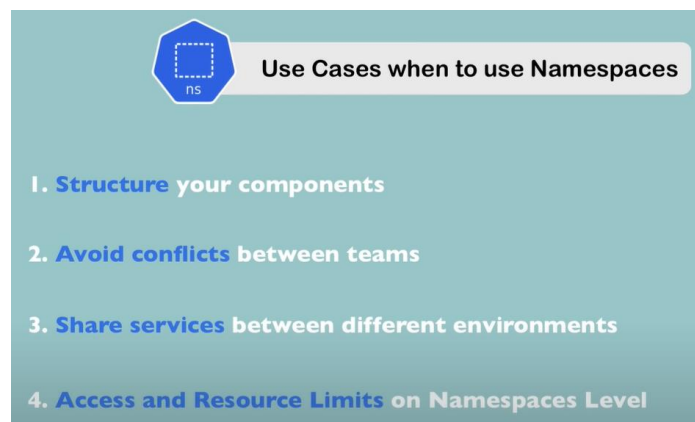 ns
Use Cases when to use Namespaces
1. Structure your components
2. Avoid conflicts between teams
3. Share services between different environments
4. Access and Resource Limits on Namespaces Level